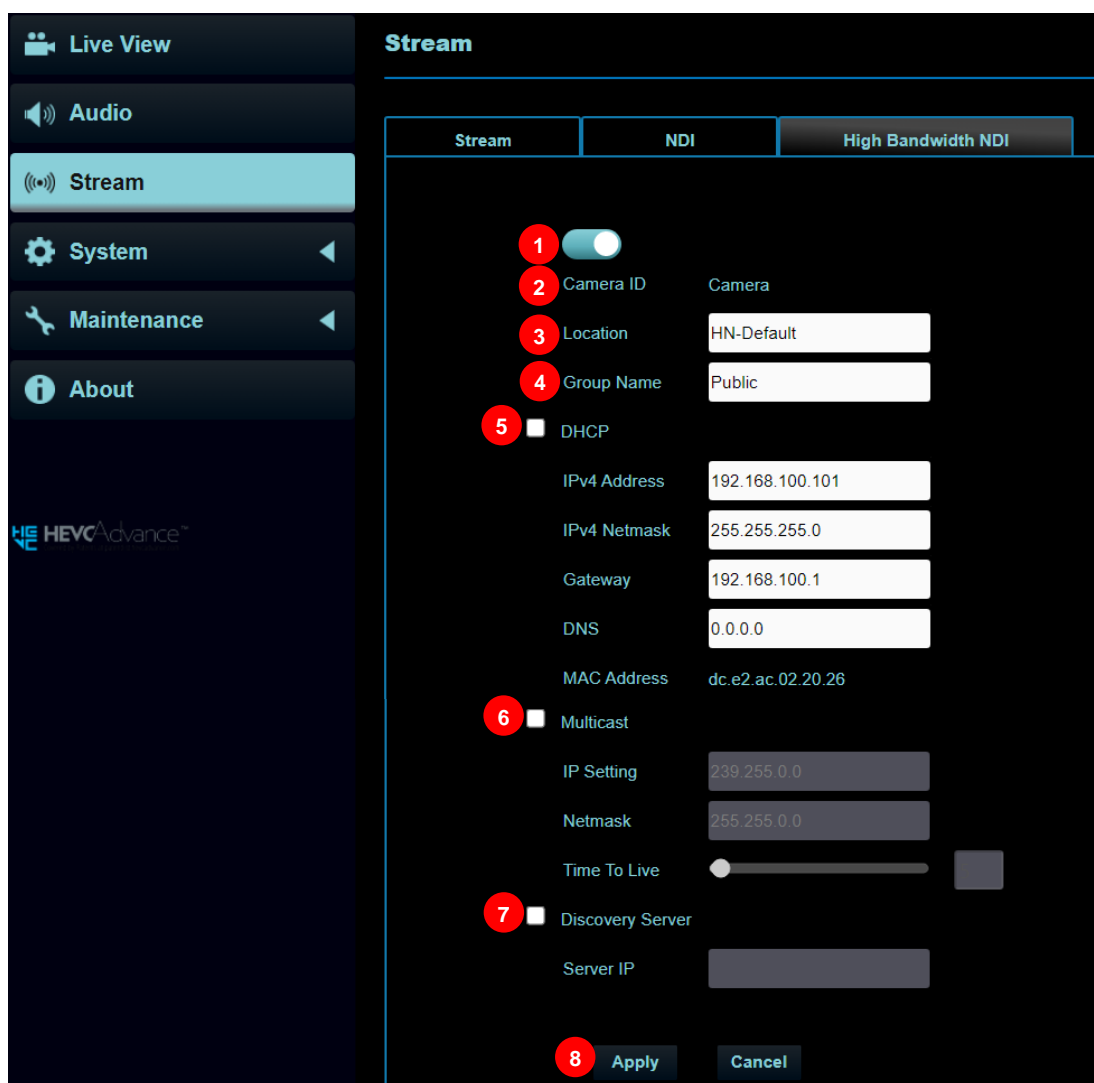 Live View
Audio
Stream
System
Maintenance
About
HEVCAdvance™
Stream
Stream NDI High Bandwidth NDI
1
2 Camera ID Camera
3 Location HN-Default
4 Group Name Public
5 DHCP
IPv4 Address 192.168.100.101
IPv4 Netmask 255.255.255.0
Gateway 192.168.100.1
DNS 0.0.0.0
MAC Address dc.e2.ac.02.20.26
6 Multicast
IP Setting 239.255.0.0
Netmask 255.255.0.0
Time To Live
7 Discovery Server
Server IP
8 Apply Cancel